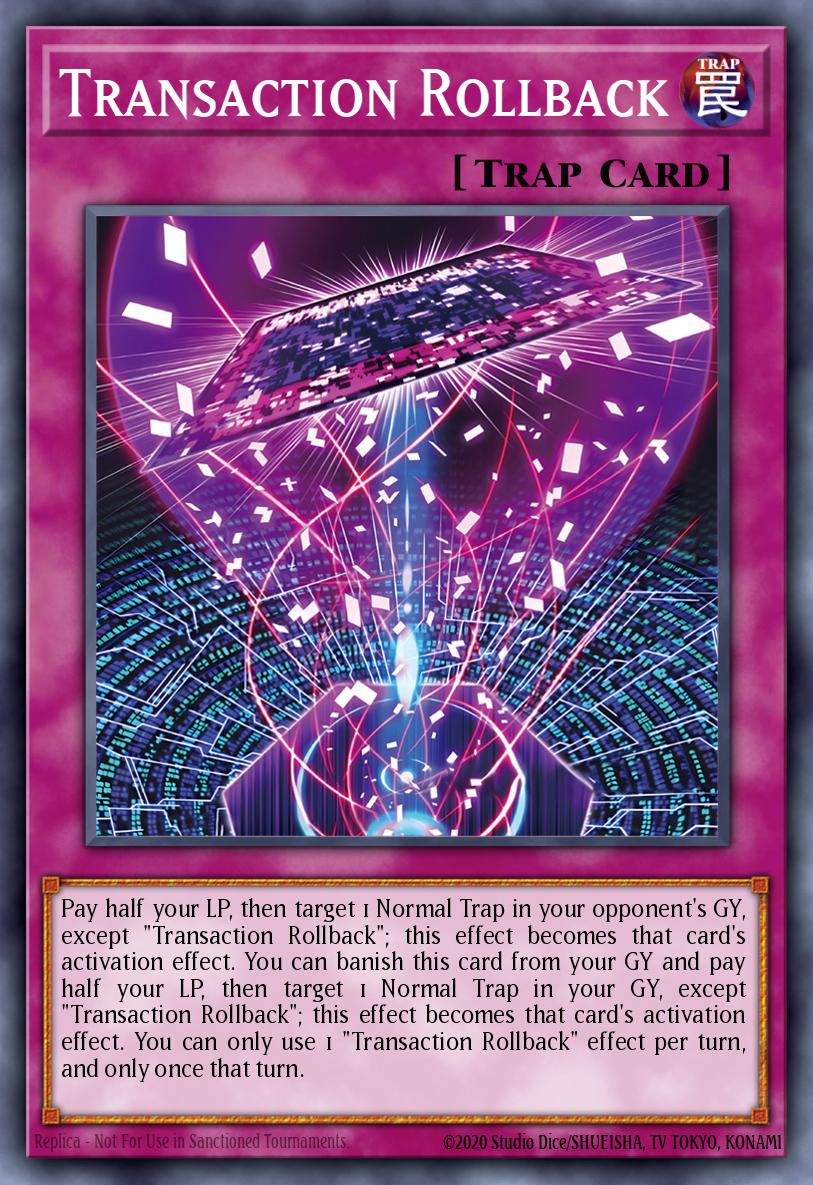 TRANSACTION ROLLBACK
TRAP
罠
[TRAP CARD]
Pay half your LP, then target 1 Normal Trap in your opponent's GY,
except "Transaction Rollback"; this effect becomes that card's
activation effect. You can banish this card from your GY and pay
half your LP, then target 1 Normal Trap in your GY, except
"Transaction Rollback"; this effect becomes that card's activation
effect. You can only use 1 "Transaction Rollback" effect per turn,
and only once that turn.
Replica - Not For Use in Sanctioned Tournaments.
©2020 Studio Dice/SHUEISHA, TV TOKYO, KONAMI